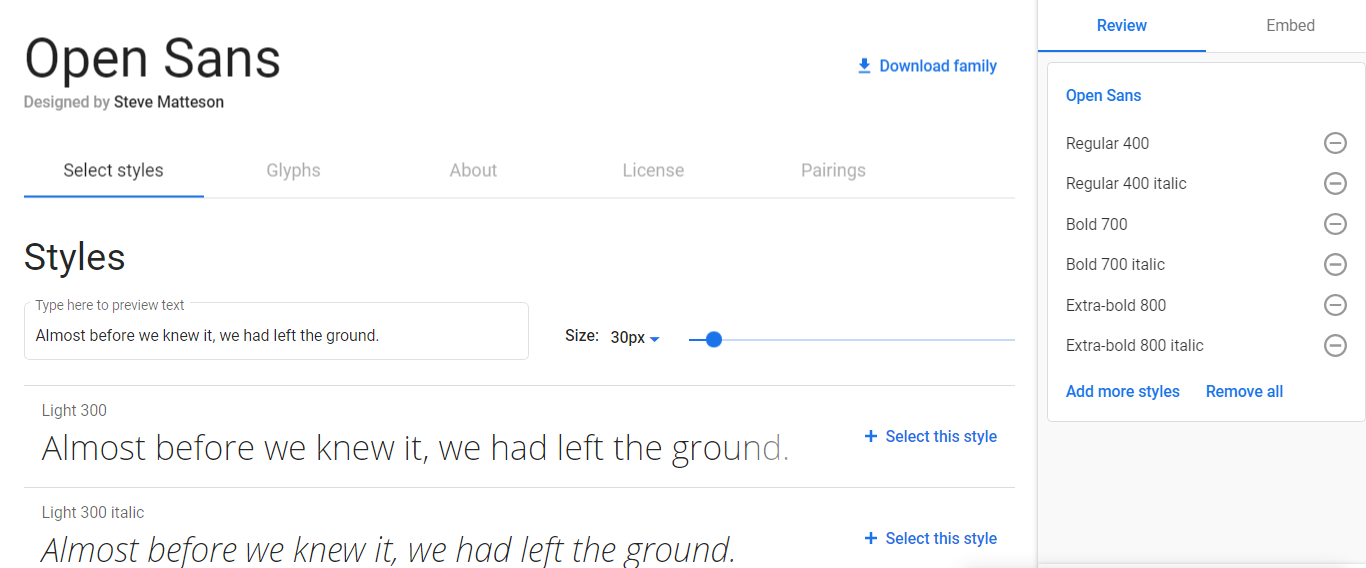 Open Sans
Designed by Steve Matteson
Download family
Select styles Glyphs About License Pairings
Styles
Type here to preview text
Almost before we knew it, we had left the ground.
Size: 30px
Light 300
Almost before we knew it, we had left the ground.
+ Select this style
Light 300 italic
Almost before we knew it, we had left the ground.
+ Select this style
Review Embed
Open Sans
Regular 400
Regular 400 italic
Bold 700
Bold 700 italic
Extra-bold 800
Extra-bold 800 italic
Add more styles Remove all